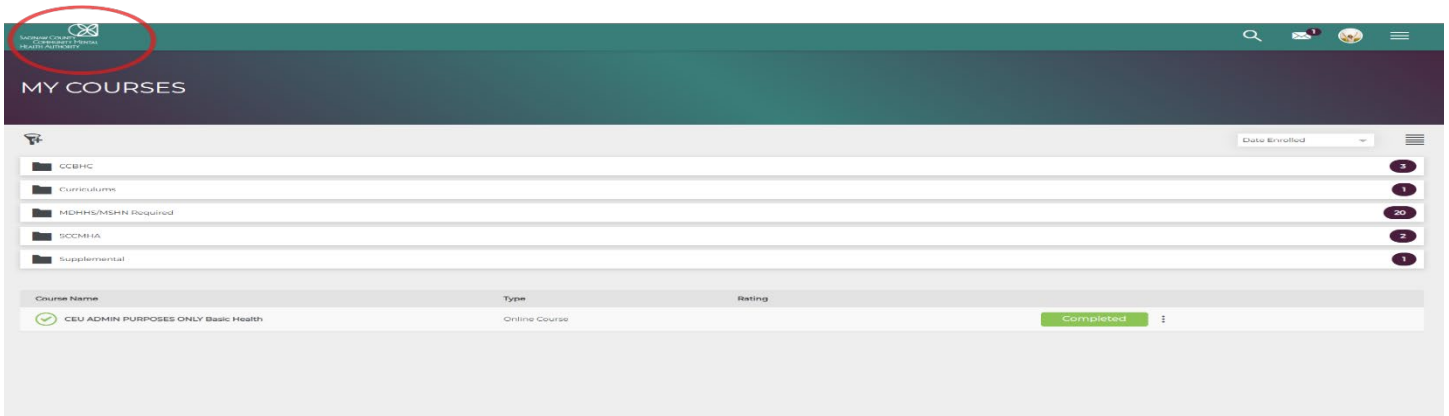 SAGINAW COUNTY
COMMUNITY MENTAL
HEALTH AUTHORITY
1
MY COURSES
Date Enrolled
CCBHC
3
Curriculums
1
MDHHS/MSHN Required
20
SCCMHA
2
Supplemental
1
Course Name Type Rating
CEU ADMIN PURPOSES ONLY Basic Health Online Course Completed